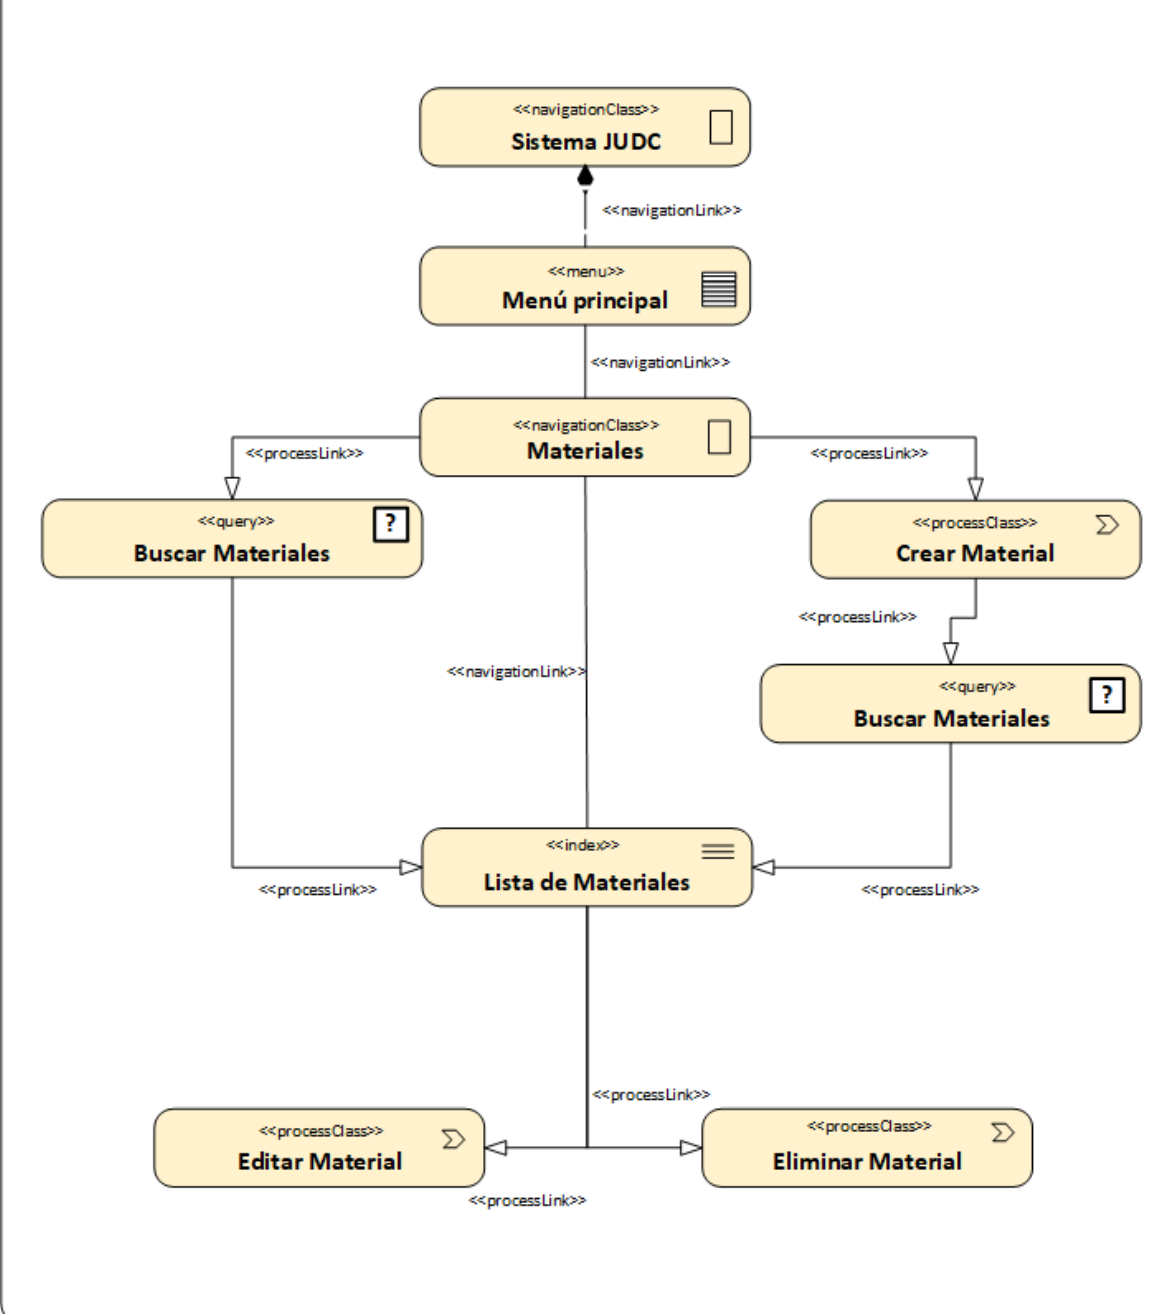 <<navigationClass>>
Sistema JUDC
<<navigationLink>>
<<menu>>
Menú principal
<<navigationLink>>
<<navigationClass>>
Materiales
<<processLink>>
<<processLink>>
<<query>>
?
Buscar Materiales
<<processClass>>
Crear Material
<<processLink>>
<<navigationLink>>
<<query>>
?
Buscar Materiales
<<index>>
Lista de Materiales
<<processLink>>
<<processLink>>
<<processLink>>
<<processClass>>
Editar Material
<<processClass>>
Eliminar Material
<<processLink>>